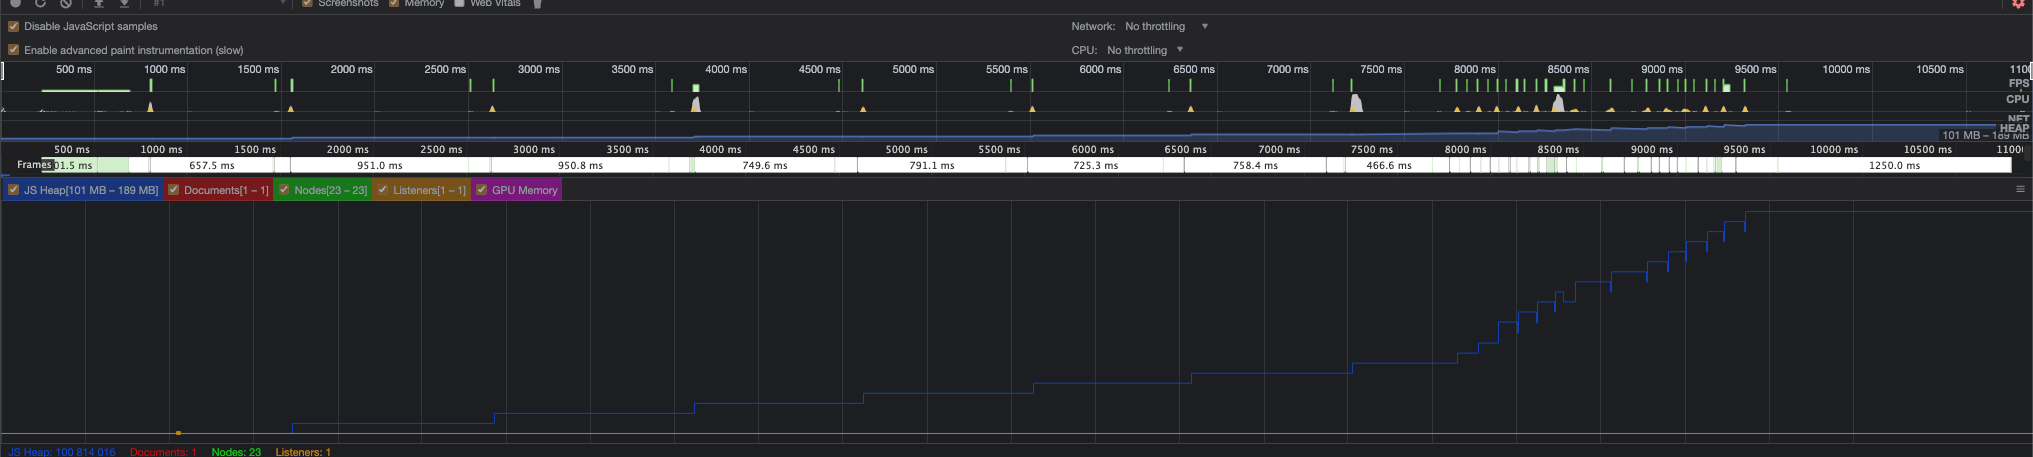 #1 Screenshots Memory Web Vitals
Disable JavaScript samples Network: No throttling
Enable advanced paint instrumentation (slow) CPU: No throttling
500 ms 1000 ms 1500 ms 2000 ms 2500 ms 3000 ms 3500 ms 4000 ms 4500 ms 5000 ms 5500 ms 6000 ms 6500 ms 7000 ms 7500 ms 8000 ms 8500 ms 9000 ms 9500 ms 10000 ms 10500 ms 1100
FPS
CPU
NET
HEAP
101 MB – 189 MB
500 ms 1000 ms 1500 ms 2000 ms 2500 ms 3000 ms 3500 ms 4000 ms 4500 ms 5000 ms 5500 ms 6000 ms 6500 ms 7000 ms 7500 ms 8000 ms 8500 ms 9000 ms 9500 ms 10000 ms 10500 ms 11000
Frames 01.5 ms 657.5 ms 951.0 ms 950.8 ms 749.6 ms 791.1 ms 725.3 ms 758.4 ms 466.6 ms 1250.0 ms
JS Heap[101 MB – 189 MB] Documents[1 – 1] Nodes[23 – 23] Listeners[1 – 1] GPU Memory
JS Heap: 100 814 016 Documents: 1 Nodes: 23 Listeners: 1